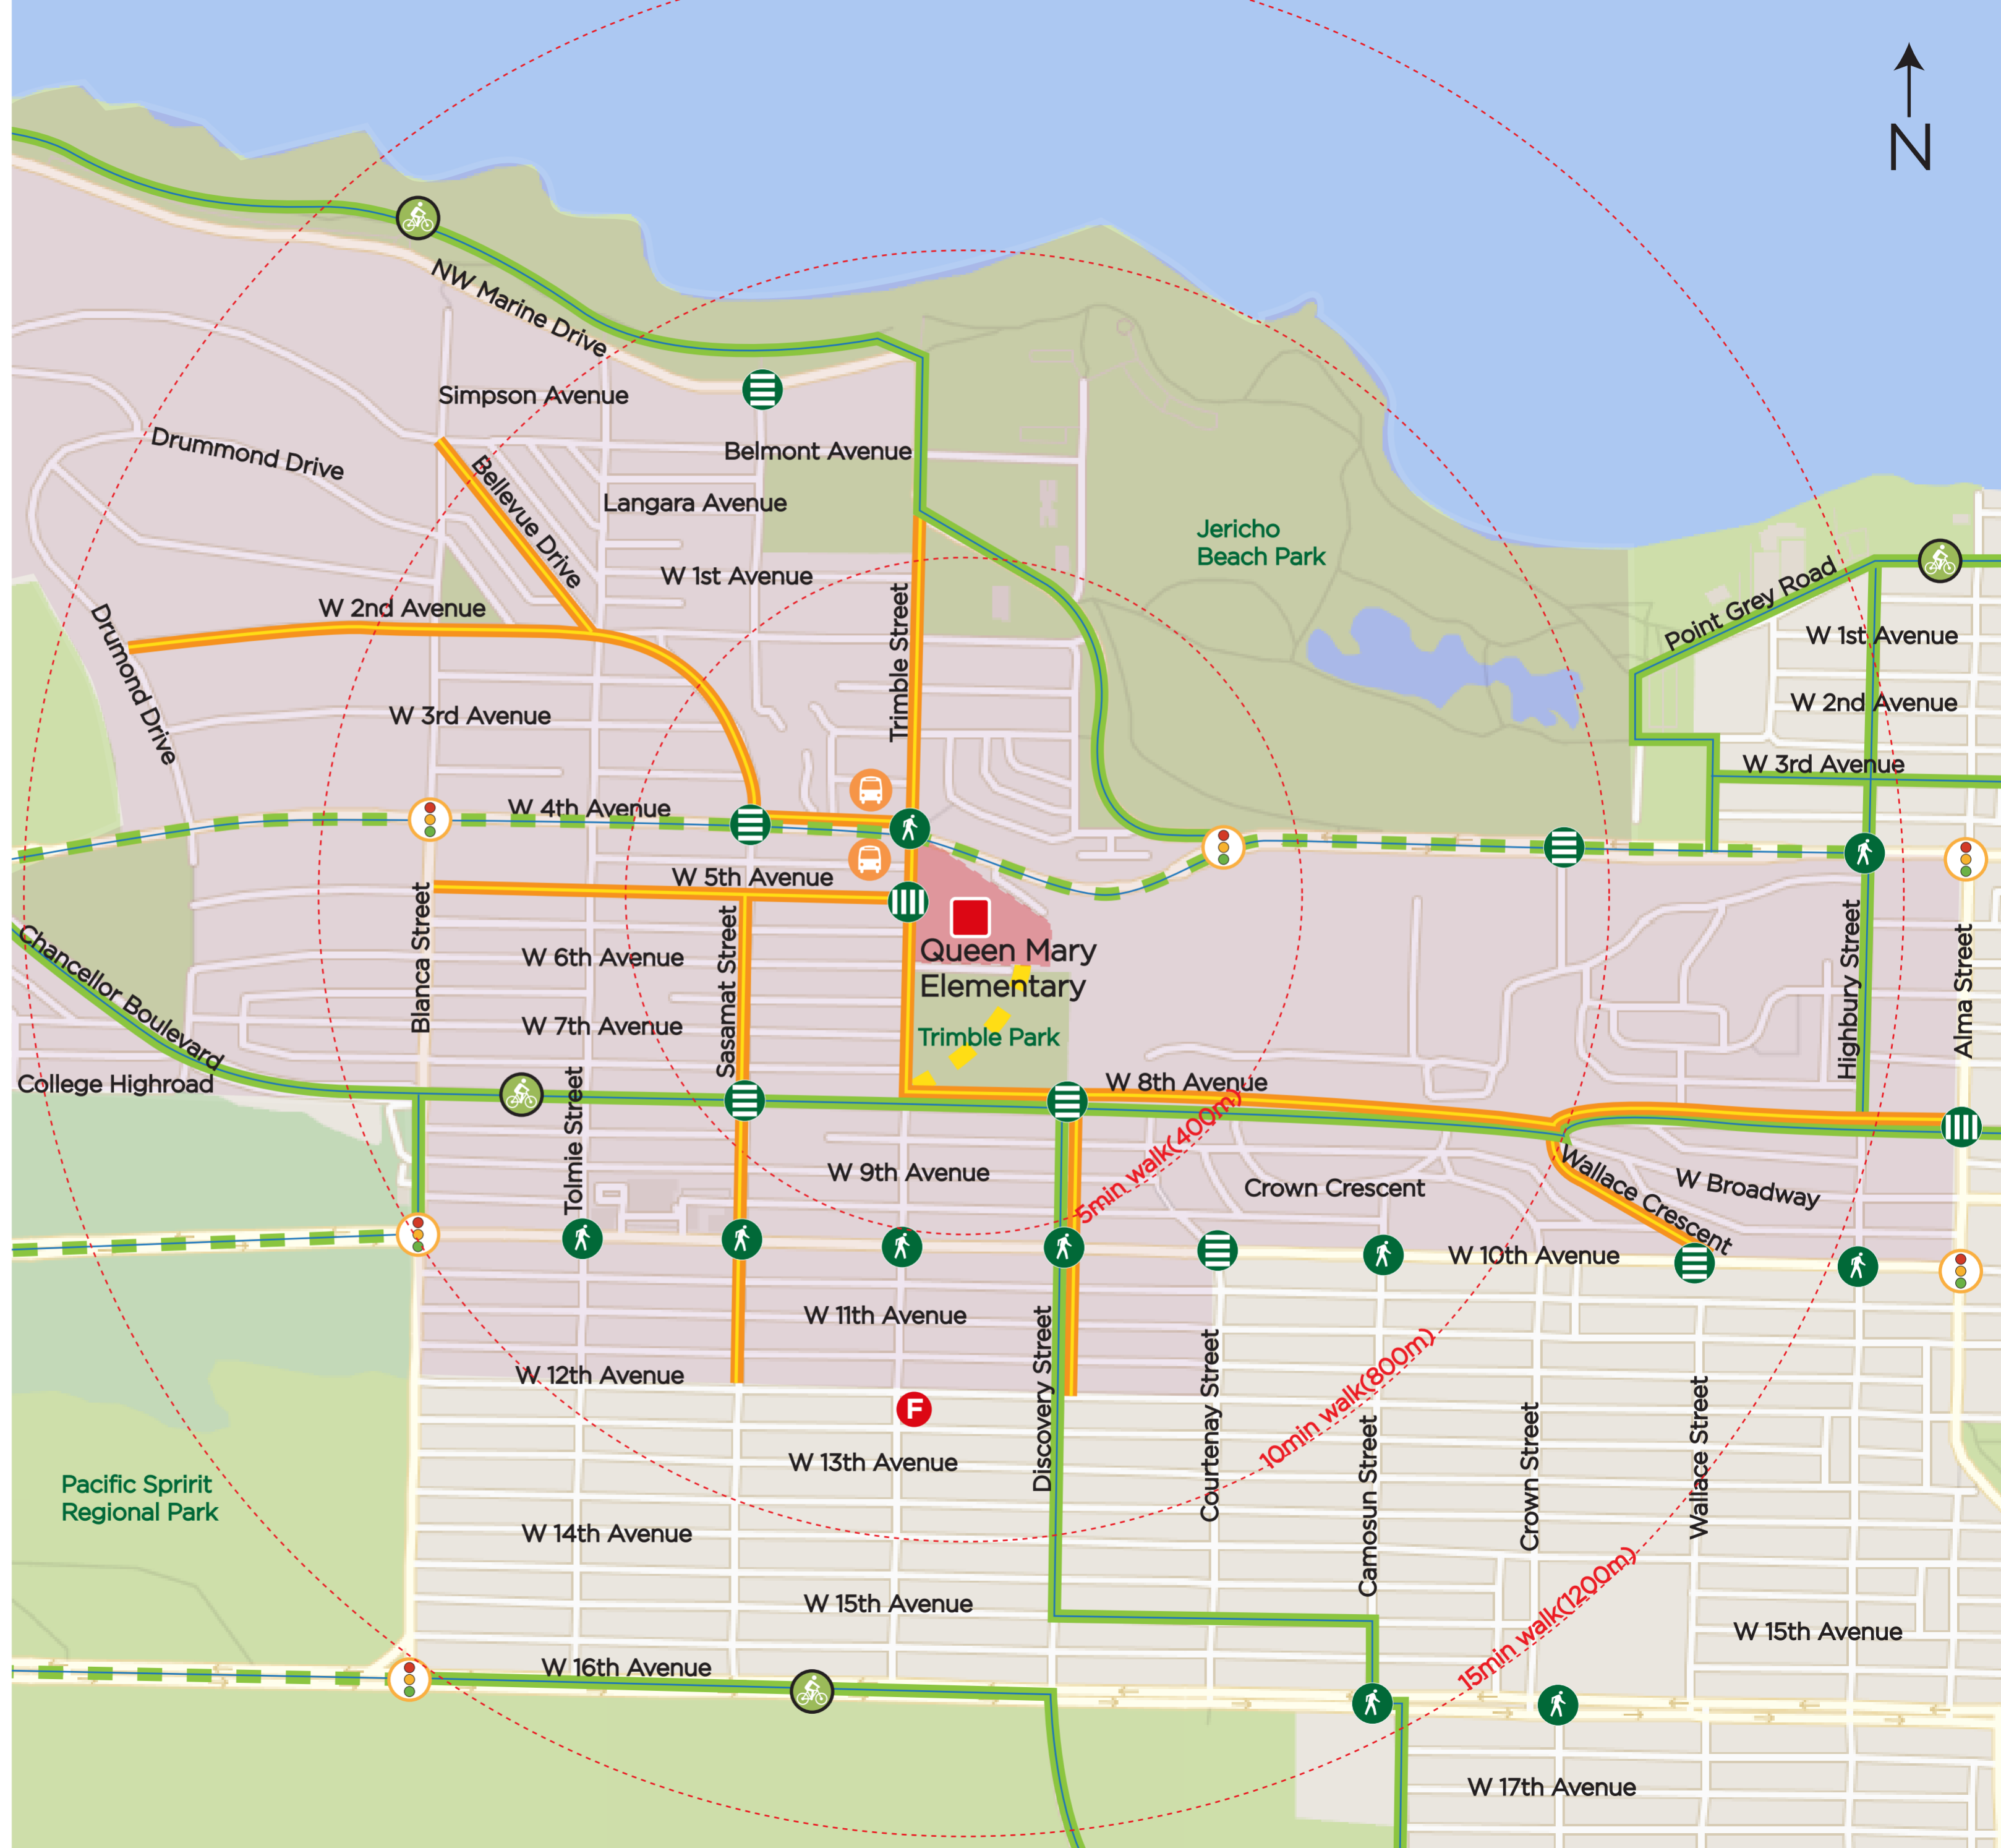 N
NW Marine Drive
Simpson Avenue
Drummond Drive
Belmont Avenue
Bellevue Drive
Langara Avenue
Jericho
Beach Park
W 1st Avenue
Point Grey Road
W 2nd Avenue
Drumond Drive
Trimble Street
W 1st Avenue
W 3rd Avenue
W 2nd Avenue
W 3rd Avenue
W 4th Avenue
W 5th Avenue
Blanca Street
Sasamat Street
Queen Mary
Elementary
Highbury Street
Alma Street
Chancellor Boulevard
W 6th Avenue
W 7th Avenue
Trimble Park
College Highroad
W 8th Avenue
5min walk(400m)
Tolmie Street
W 9th Avenue
Crown Crescent
Wallace Crescent
W Broadway
W 10th Avenue
W 11th Avenue
Discovery Street
Courtenay Street
W 12th Avenue
10min walk(800m)
F
Camosun Street
Crown Street
Wallace Street
W 13th Avenue
Pacific Spririt
Regional Park
W 14th Avenue
W 15th Avenue
15min walk(1200m)
W 15th Avenue
W 16th Avenue
W 17th Avenue